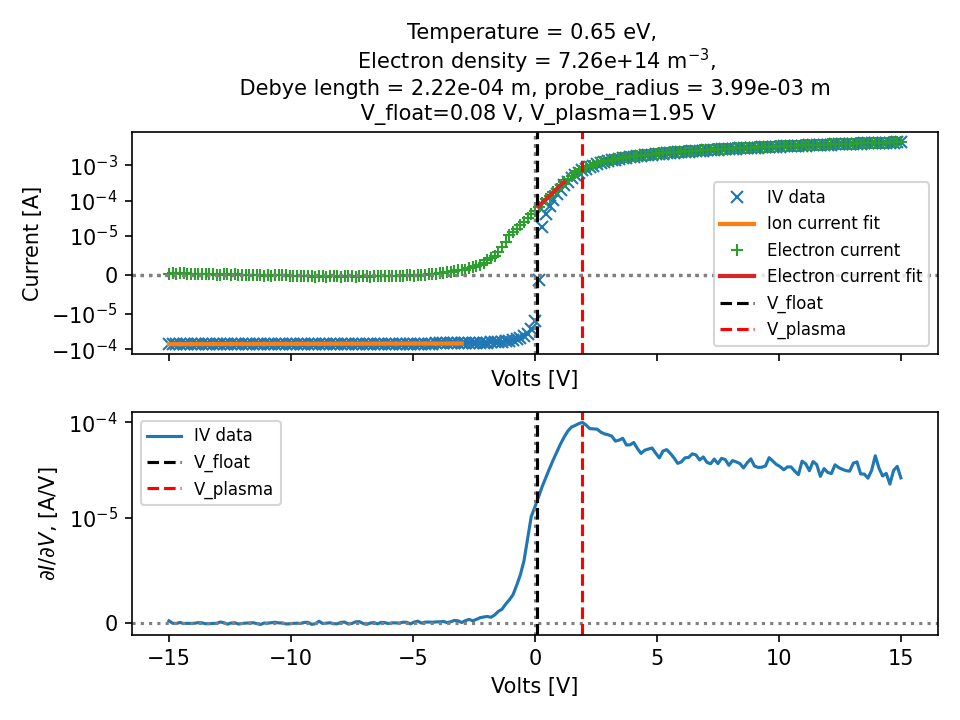 Temperature = 0.65 eV,
Electron density = 7.26e+14 m⁻³,
Debye length = 2.22e-04 m, probe_radius = 3.99e-03 m
V_float=0.08 V, V_plasma=1.95 V
Current [A]
10⁻³
10⁻⁴
10⁻⁵
0
−10⁻⁵
−10⁻⁴
IV data
Ion current fit
Electron current
Electron current fit
V_float
V_plasma
Volts [V]
∂I/∂V, [A/V]
10⁻⁴
10⁻⁵
0
IV data
V_float
V_plasma
−15 −10 −5 0 5 10 15
Volts [V]